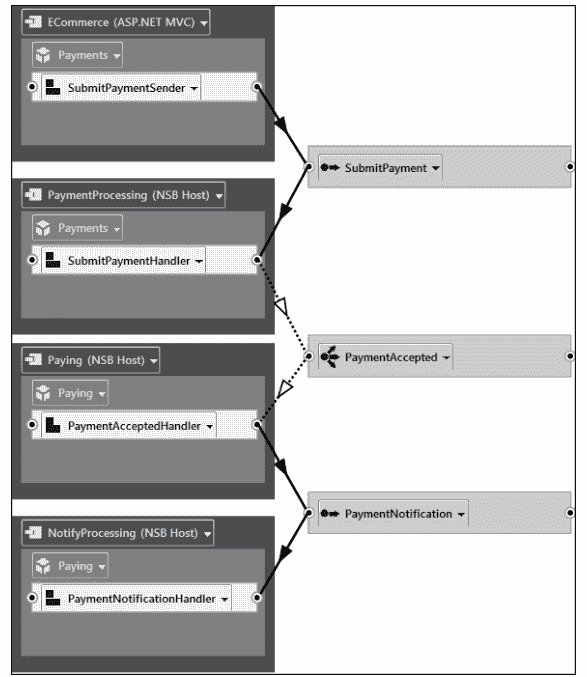 ECommerce (ASP.NET MVC)
Payments
SubmitPaymentSender
SubmitPayment
PaymentProcessing (NSB Host)
Payments
SubmitPaymentHandler
PaymentAccepted
Paying (NSB Host)
Paying
PaymentAcceptedHandler
PaymentNotification
NotifyProcessing (NSB Host)
Paying
PaymentNotificationHandler